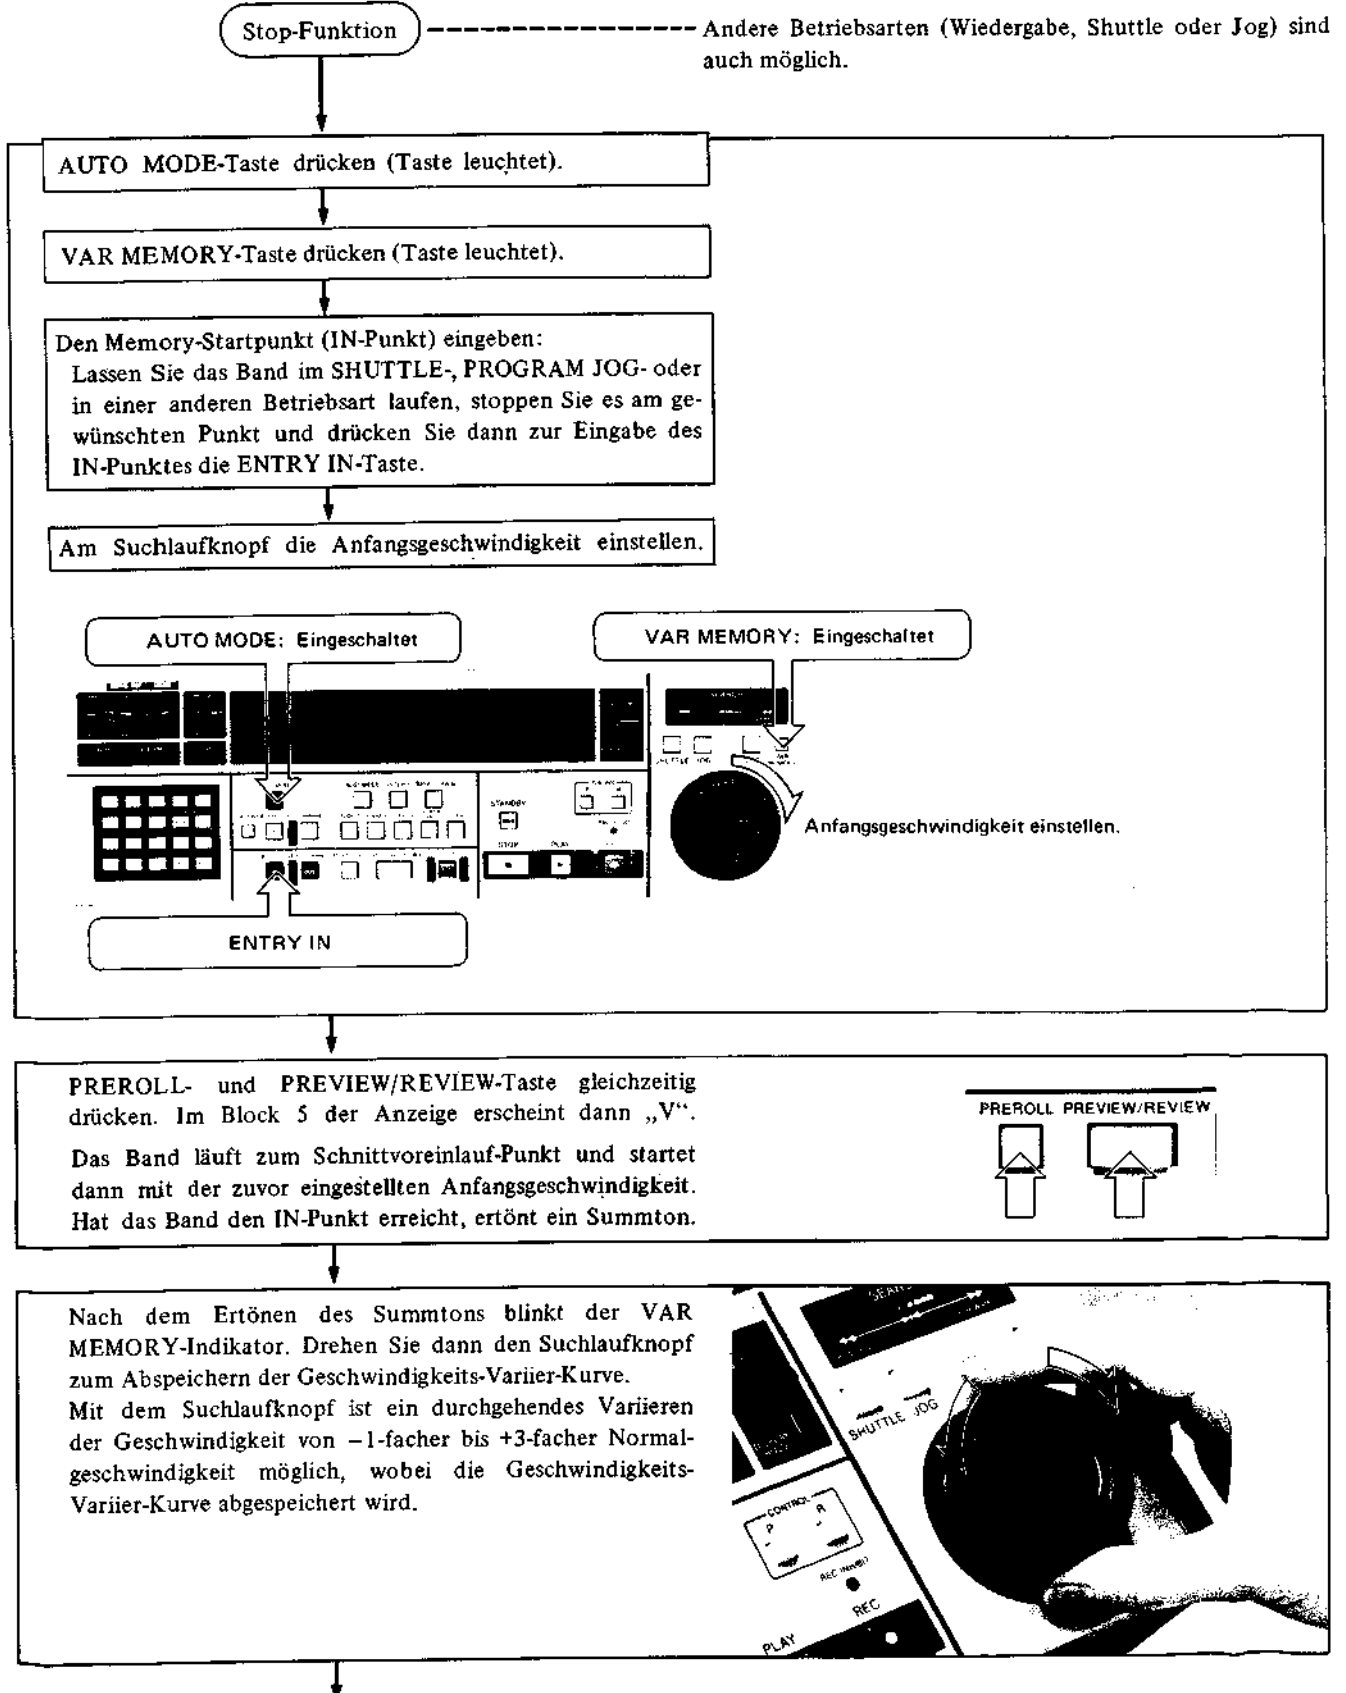 Stop-Funktion
Andere Betriebsarten (Wiedergabe, Shuttle oder Jog) sind
auch möglich.
AUTO MODE-Taste drücken (Taste leuchtet).
VAR MEMORY-Taste drücken (Taste leuchtet).
Den Memory-Startpunkt (IN-Punkt) eingeben:
Lassen Sie das Band im SHUTTLE-, PROGRAM JOG- oder
in einer anderen Betriebsart laufen, stoppen Sie es am ge-
wünschten Punkt und drücken Sie dann zur Eingabe des
IN-Punktes die ENTRY IN-Taste.
Am Suchlaufknopf die Anfangsgeschwindigkeit einstellen.
AUTO MODE: Eingeschaltet
VAR MEMORY: Eingeschaltet
SHUTTLE JOG
STANDBY
STOP PLAY
Anfangsgeschwindigkeit einstellen.
ENTRY IN
PREROLL- und PREVIEW/REVIEW-Taste gleichzeitig
drücken. Im Block 5 der Anzeige erscheint dann „V“.
Das Band läuft zum Schnittvoreinlauf-Punkt und startet
dann mit der zuvor eingestellten Anfangsgeschwindigkeit.
Hat das Band den IN-Punkt erreicht, ertönt ein Summton.
PREROLL PREVIEW/REVIEW
Nach dem Ertönen des Summtons blinkt der VAR
MEMORY-Indikator. Drehen Sie dann den Suchlaufknopf
zum Abspeichern der Geschwindigkeits-Variier-Kurve.
Mit dem Suchlaufknopf ist ein durchgehendes Variieren
der Geschwindigkeit von −1-facher bis +3-facher Normal-
geschwindigkeit möglich, wobei die Geschwindigkeits-
Variier-Kurve abgespeichert wird.
SHUTTLE JOG
CONTROL
P R
REC INHIBIT
REC
PLAY